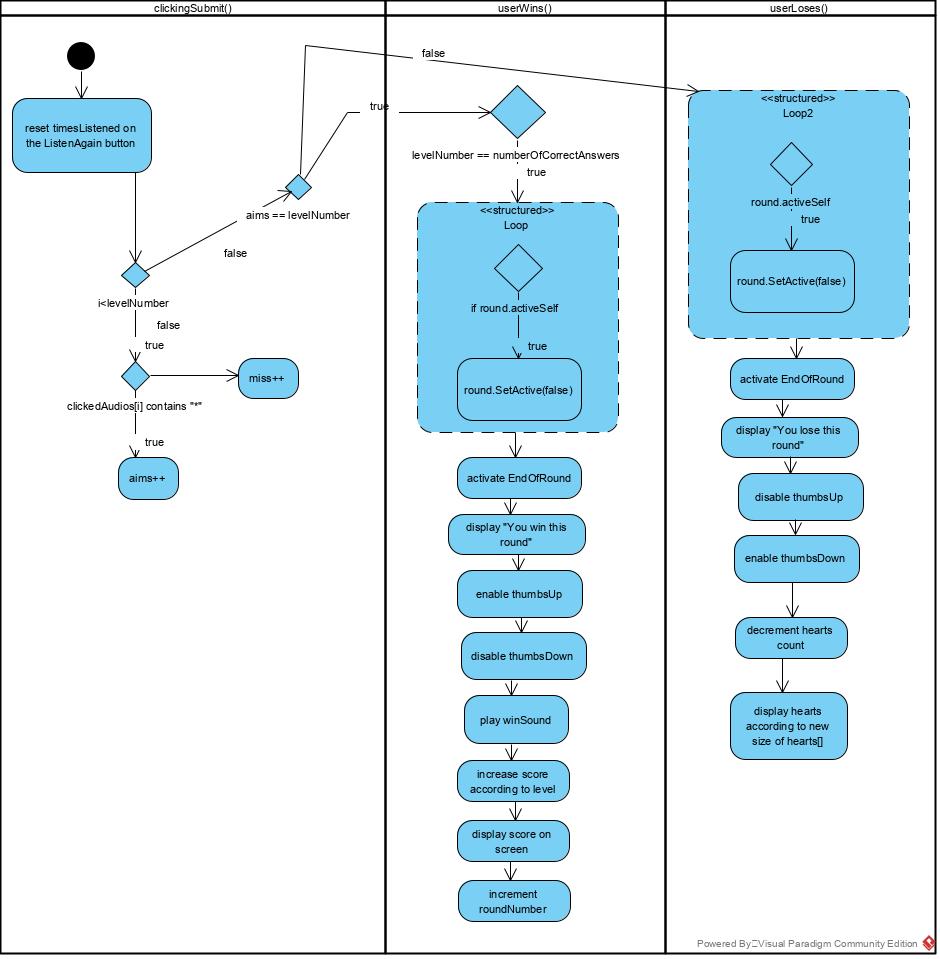 clickingSubmit()
userWins()
userLoses()
reset timesListened on
the ListenAgain button
i<levelNumber
false
true
clickedAudios[i] contains "*"
miss++
true
aims++
false
aims == levelNumber
true
false
levelNumber == numberOfCorrectAnswers
true
<<structured>>
Loop
if round.activeSelf
true
round.SetActive(false)
activate EndOfRound
display "You win this
round"
enable thumbsUp
disable thumbsDown
play winSound
increase score
according to level
display score on
screen
increment
roundNumber
<<structured>>
Loop2
round.activeSelf
true
round.SetActive(false)
activate EndOfRound
display "You lose this
round"
disable thumbsUp
enable thumbsDown
decrement hearts
count
display hearts
according to new
size of hearts[]
Powered By Visual Paradigm Community Edition